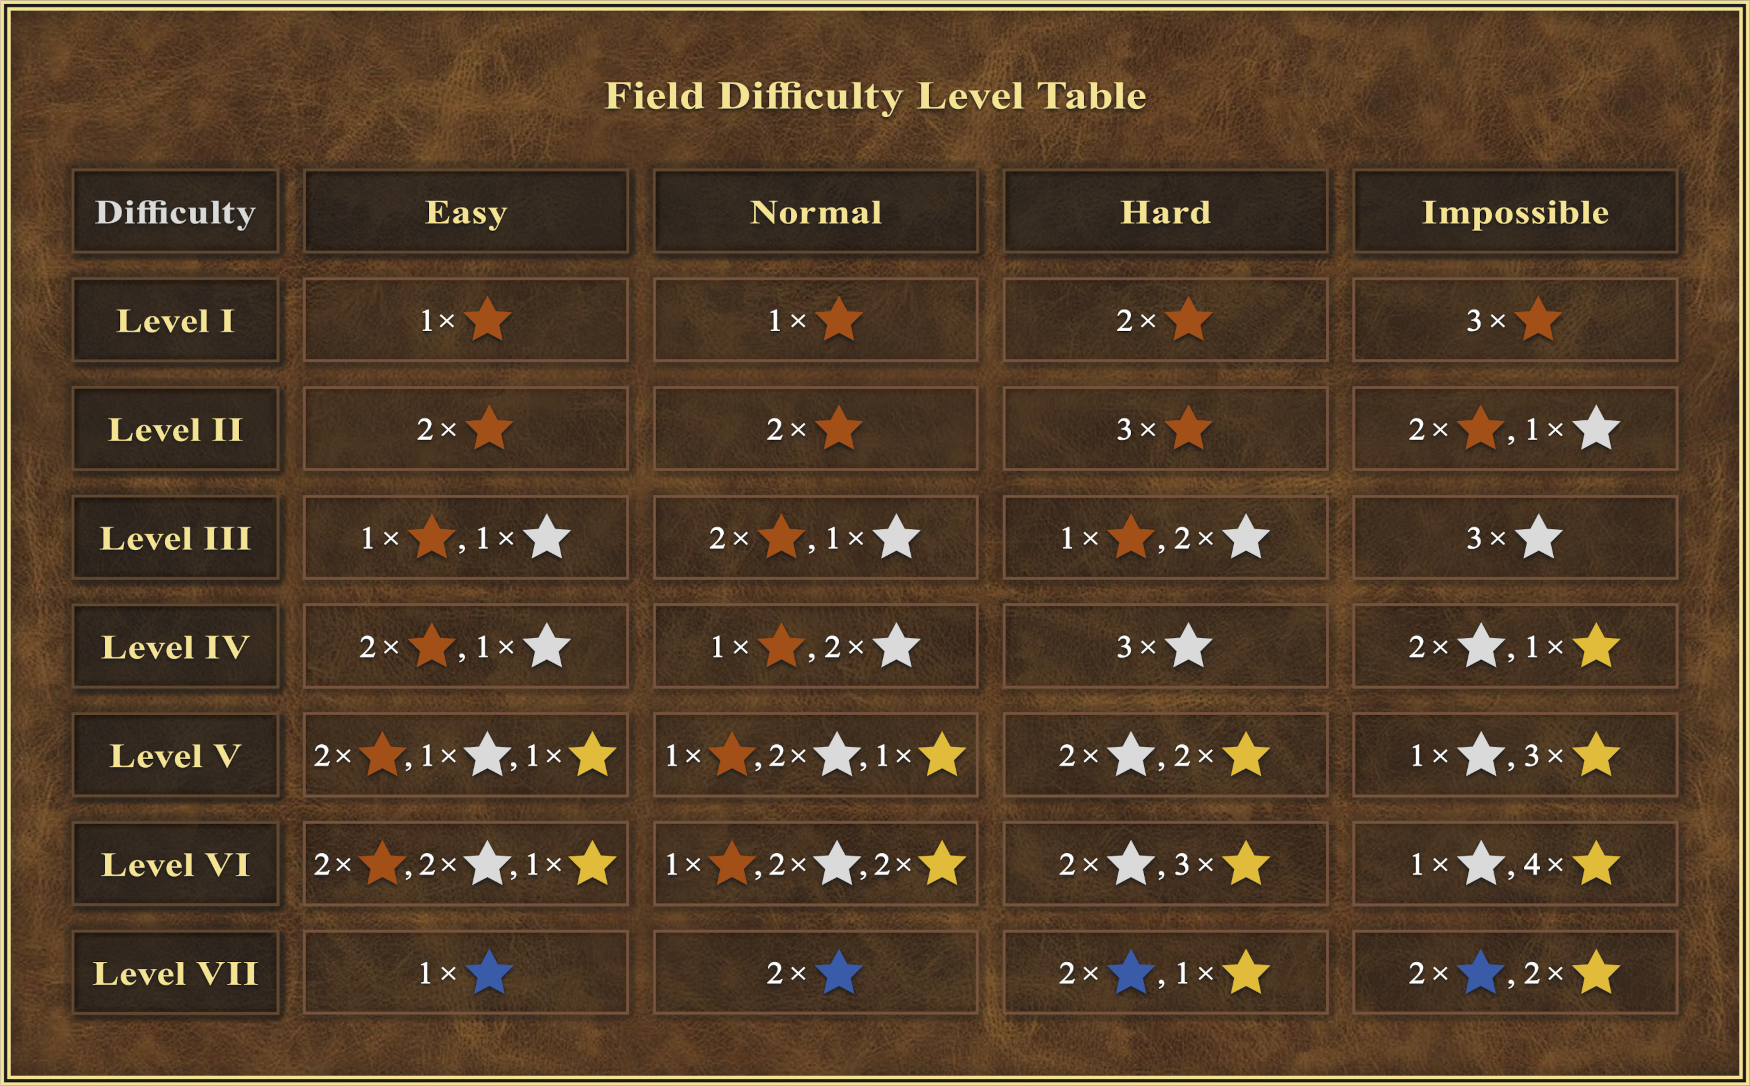 Field Difficulty Level Table
Difficulty Easy Normal Hard Impossible
Level I 1× 1× 2× 3×
Level II 2× 2× 3× 2× , 1×
Level III 1× , 1× 2× , 1× 1× , 2× 3×
Level IV 2× , 1× 1× , 2× 3× 2× , 1×
Level V 2× , 1× , 1× 1× , 2× , 1× 2× , 2× 1× , 3×
Level VI 2× , 2× , 1× 1× , 2× , 2× 2× , 3× 1× , 4×
Level VII 1× 2× 2× , 1× 2× , 2×